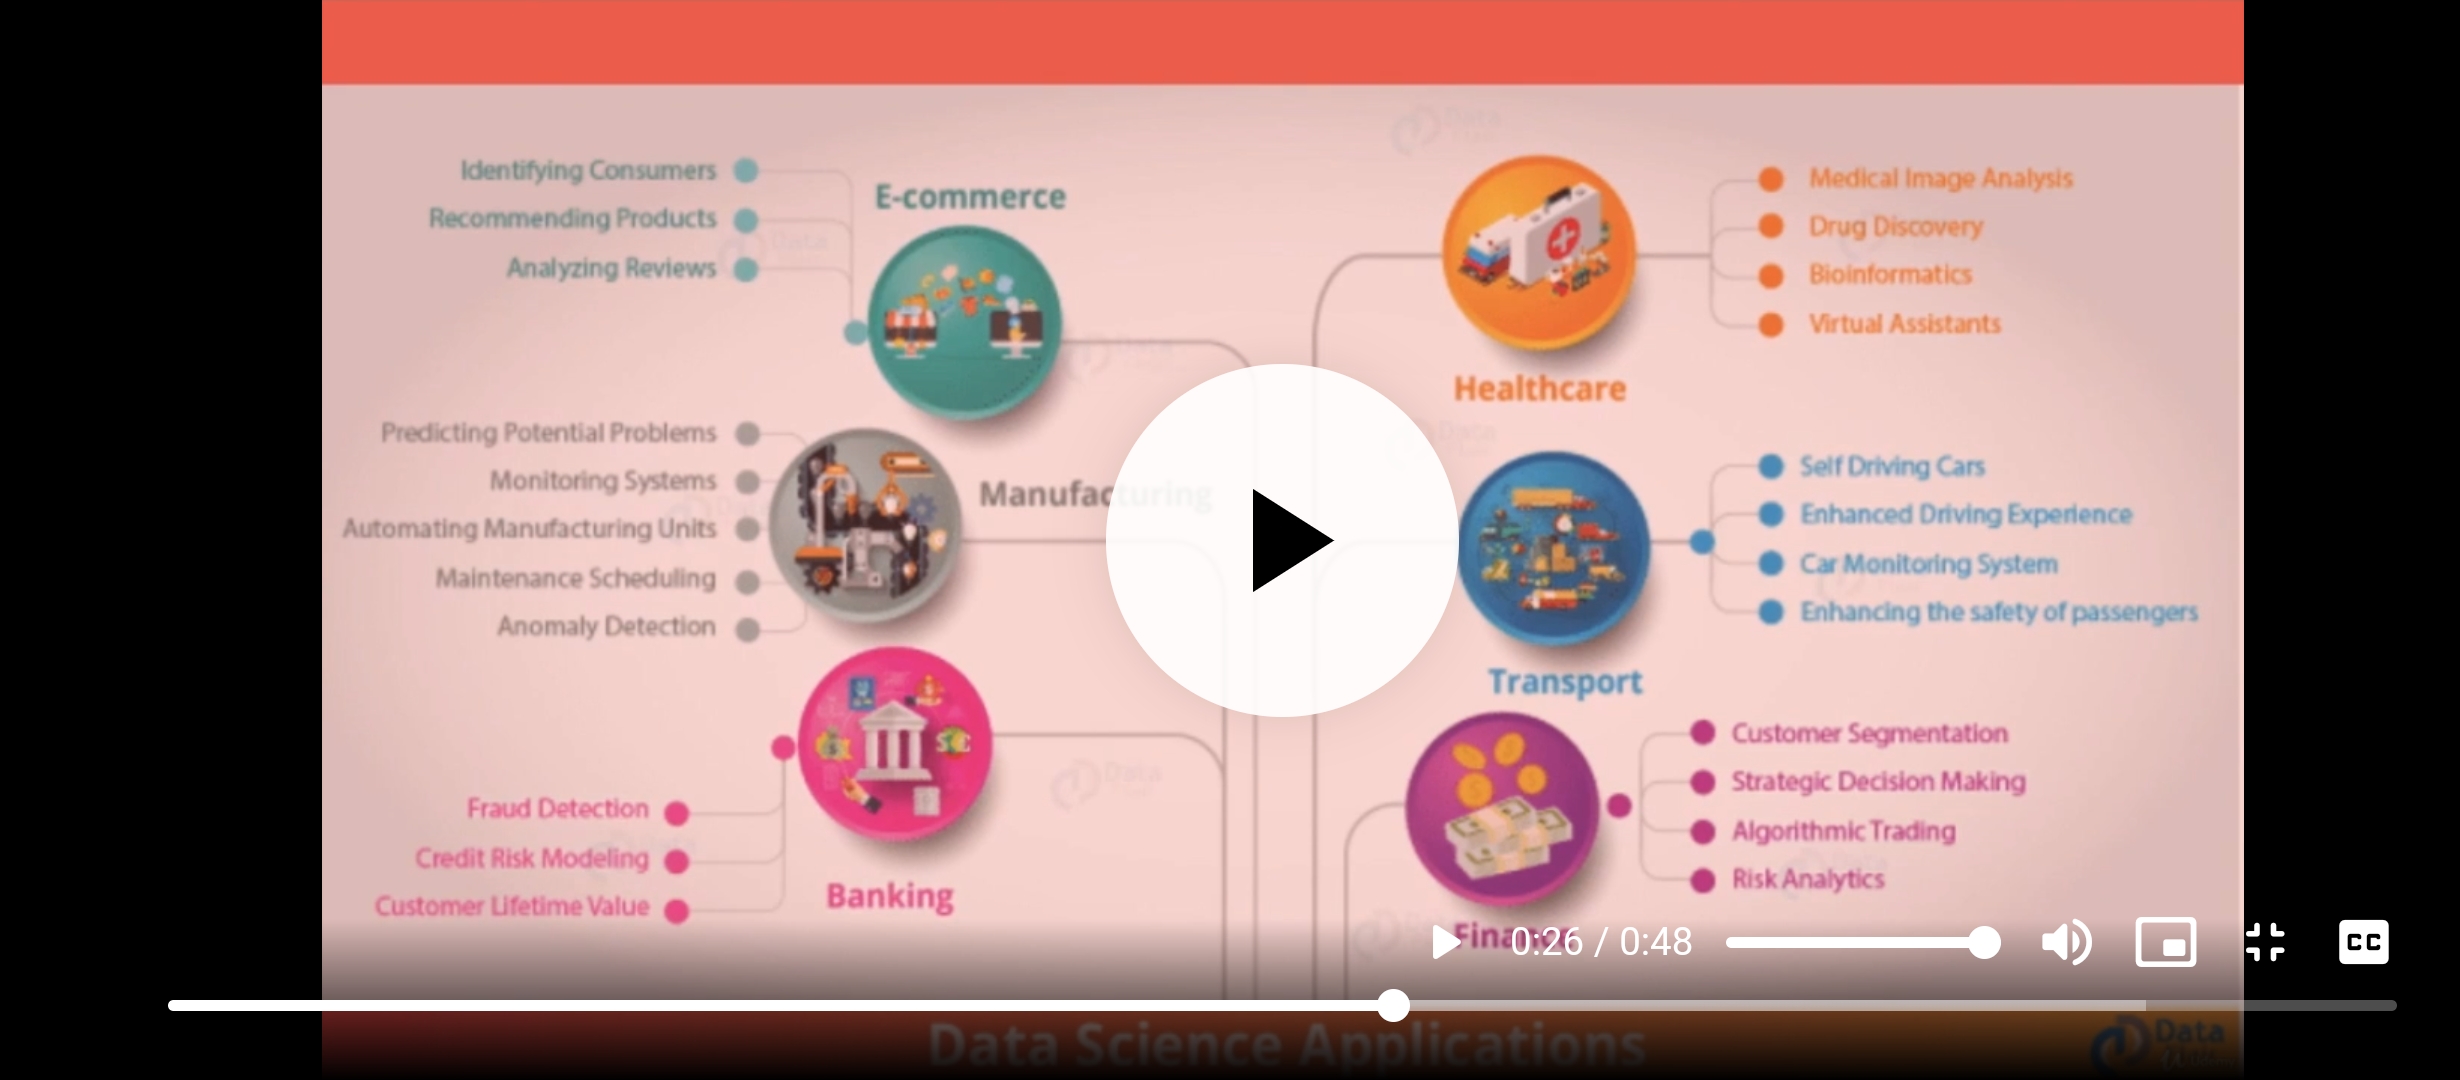 Identifying Consumers
Recommending Products
Analyzing Reviews
E-commerce
Predicting Potential Problems
Monitoring Systems
Automating Manufacturing Units
Maintenance Scheduling
Anomaly Detection
Manufacturing
Fraud Detection
Credit Risk Modeling
Customer Lifetime Value
Banking
Medical Image Analysis
Drug Discovery
Bioinformatics
Virtual Assistants
Healthcare
Self Driving Cars
Enhanced Driving Experience
Car Monitoring System
Enhancing the safety of passengers
Transport
Customer Segmentation
Strategic Decision Making
Algorithmic Trading
Risk Analytics
Finance
0:26 / 0:48
CC
Data Science Applications
Data